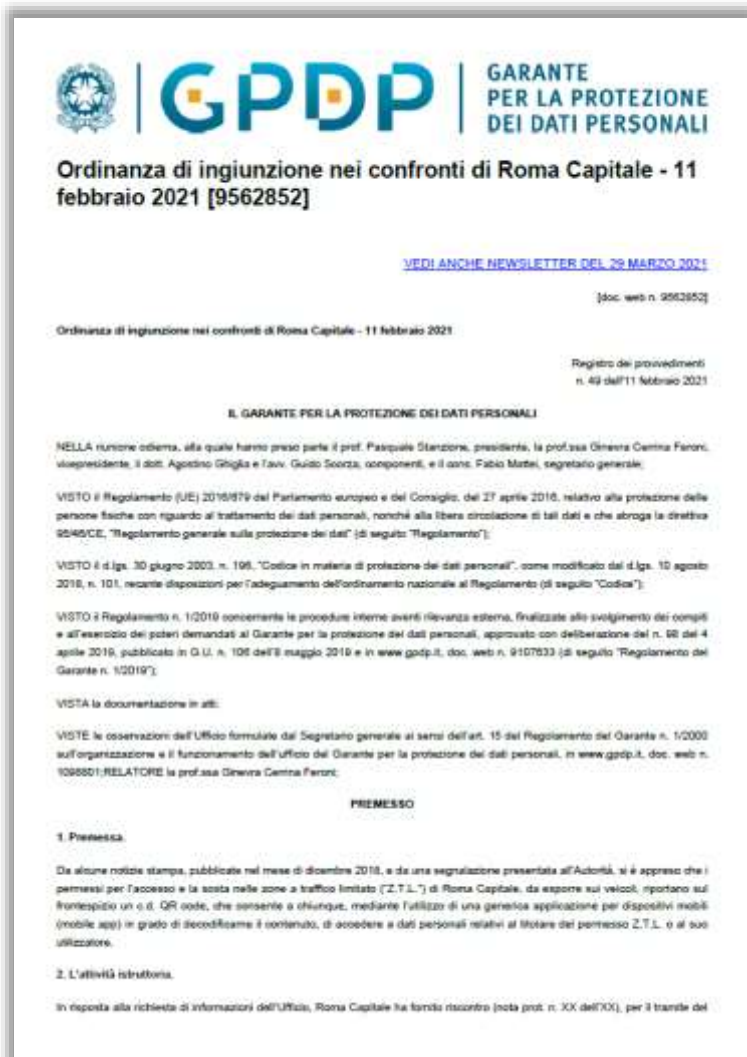 GPDP
GARANTE
PER LA PROTEZIONE
DEI DATI PERSONALI
Ordinanza di ingiunzione nei confronti di Roma Capitale - 11
febbraio 2021 [9562852]
VEDI ANCHE NEWSLETTER DEL 29 MARZO 2021
[doc. web n. 9562852]
Ordinanza di ingiunzione nei confronti di Roma Capitale - 11 febbraio 2021
Registro dei provvedimenti
n. 49 dell'11 febbraio 2021
IL GARANTE PER LA PROTEZIONE DEI DATI PERSONALI
NELLA riunione odierna, alla quale hanno preso parte il prof. Pasquale Stanzione, presidente, la prof.ssa Ginevra Cerrina Feroni,
vicepresidente, il dott. Agostino Ghiglia e l'avv. Guido Scorza, componenti, e il cons. Fabio Mattei, segretario generale;
VISTO il Regolamento (UE) 2016/679 del Parlamento europeo e del Consiglio, del 27 aprile 2016, relativo alla protezione delle
persone fisiche con riguardo al trattamento dei dati personali, nonché alla libera circolazione di tali dati e che abroga la direttiva
95/46/CE, "Regolamento generale sulla protezione dei dati" (di seguito "Regolamento");
VISTO il d.lgs. 30 giugno 2003, n. 196, "Codice in materia di protezione dei dati personali", come modificato dal d.lgs. 10 agosto
2018, n. 101, recante disposizioni per l'adeguamento dell'ordinamento nazionale al Regolamento (di seguito "Codice");
VISTO il Regolamento n. 1/2019 concernente le procedure interne aventi rilevanza esterna, finalizzate allo svolgimento dei compiti
e all'esercizio dei poteri demandati al Garante per la protezione dei dati personali, approvato con deliberazione del n. 98 del 4
aprile 2019, pubblicato in G.U. n. 106 dell'8 maggio 2019 e in www.gpdp.it, doc. web n. 9107633 (di seguito "Regolamento del
Garante n. 1/2019");
VISTA la documentazione in atti;
VISTE le osservazioni dell'Ufficio formulate dal Segretario generale ai sensi dell'art. 15 del Regolamento del Garante n. 1/2000
sull'organizzazione e il funzionamento dell'ufficio del Garante per la protezione dei dati personali, in www.gpdp.it, doc. web n.
1098801;RELATORE la prof.ssa Ginevra Cerrina Feroni;
PREMESSO
1. Premessa.
Da alcune notizie stampa, pubblicate nel mese di dicembre 2018, e da una segnalazione presentata all'Autorità, si è appreso che i
permessi per l'accesso e la sosta nelle zone a traffico limitato ("Z.T.L.") di Roma Capitale, da esporre sui veicoli, riportano sul
frontespizio un c.d. QR code, che consente a chiunque, mediante l'utilizzo di una generica applicazione per dispositivi mobili
(mobile app) in grado di decodificarne il contenuto, di accedere a dati personali relativi al titolare del permesso Z.T.L. o al suo
utilizzatore.
2. L'attività istruttoria.
In risposta alla richiesta di informazioni dell'Ufficio, Roma Capitale ha fornito riscontro (nota prot. n. XX dell'XX), per il tramite del